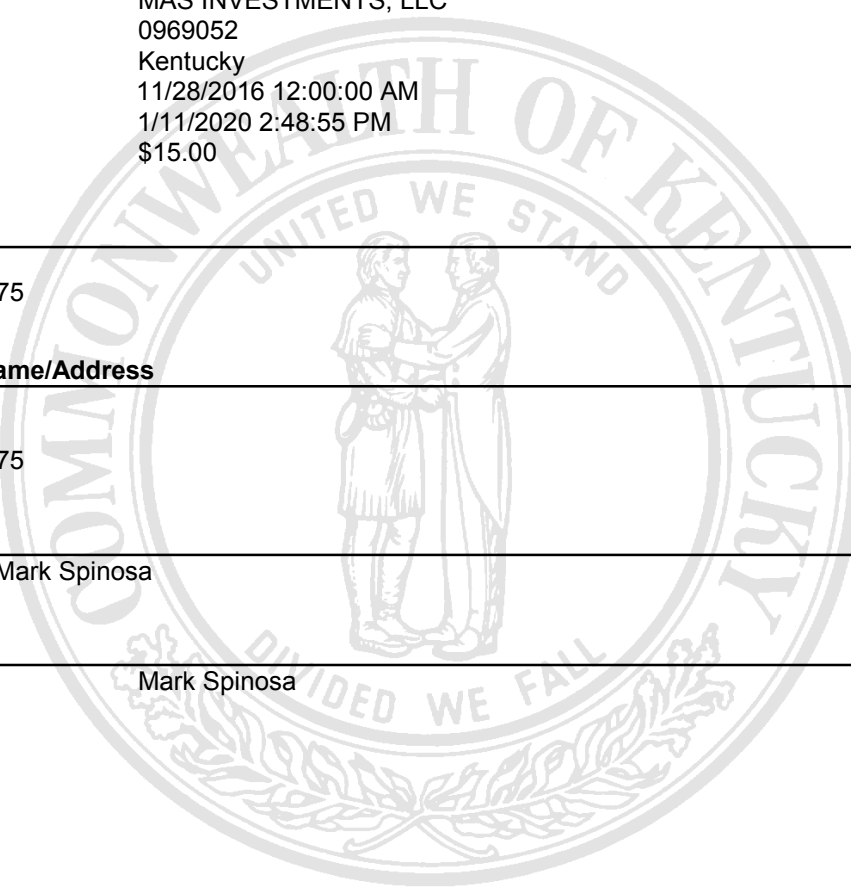 MAS INVESTMENTS, LLC
0969052
Kentucky
11/28/2016 12:00:00 AM
1/11/2020 2:48:55 PM
$15.00
COMMONWEALTH OF KENTUCKY
UNITED WE STAND
75
ame/Address
75
Mark Spinosa
DIVIDED WE FALL
Mark Spinosa